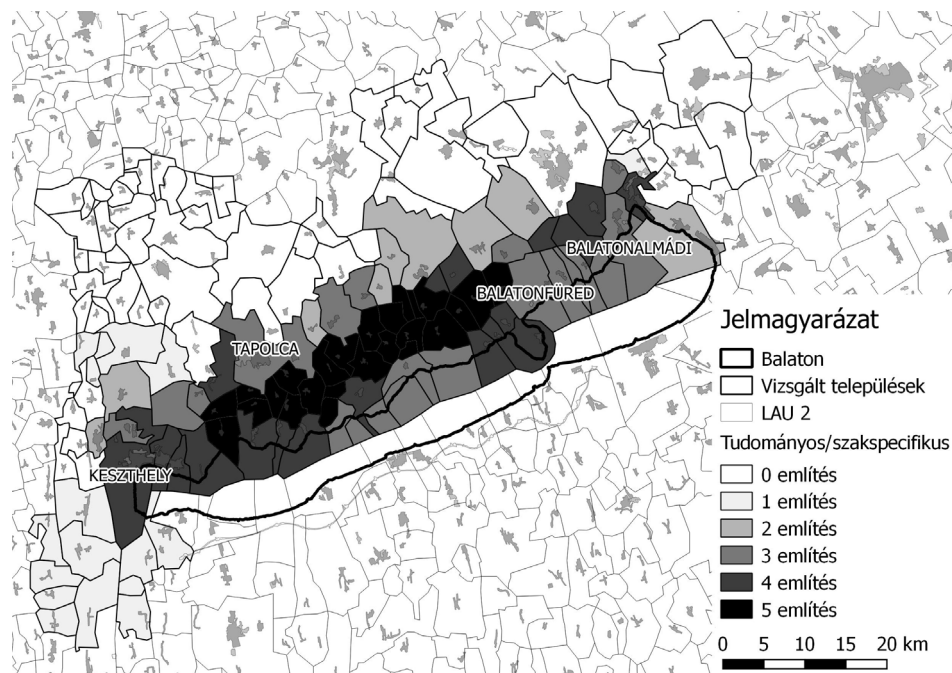 BALATONALMÁDI
BALATONFÜRED
TAPOLCA
KESZTHELY
Jelmagyarázat
Balaton
Vizsgált települések
LAU 2
Tudományos/szakspecifikus
0 említés
1 említés
2 említés
3 említés
4 említés
5 említés
0 5 10 15 20 km